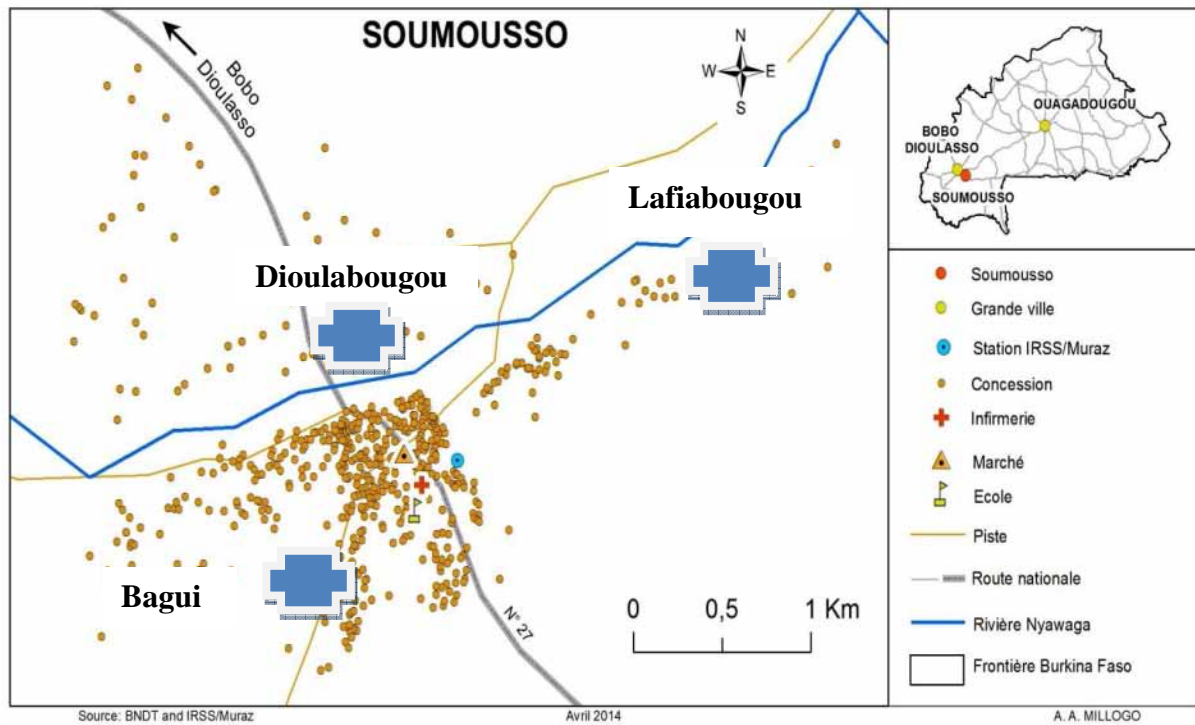 SOUMOUSSO
Bobo
Dioulasso
N
W E
S
Lafiabougou
Dioulabougou
Bagui
N° 27
0 0,5 1 Km
OUAGADOUGOU
BOBO
DIOULASSO
SOUMOUSSO
Soumousso
Grande ville
Station IRSS/Muraz
Concession
Infirmerie
Marché
Ecole
Piste
Route nationale
Rivière Nyawaga
Frontière Burkina Faso
Source: BNDT and IRSS/Muraz Avril 2014 A. A. MILLOGO